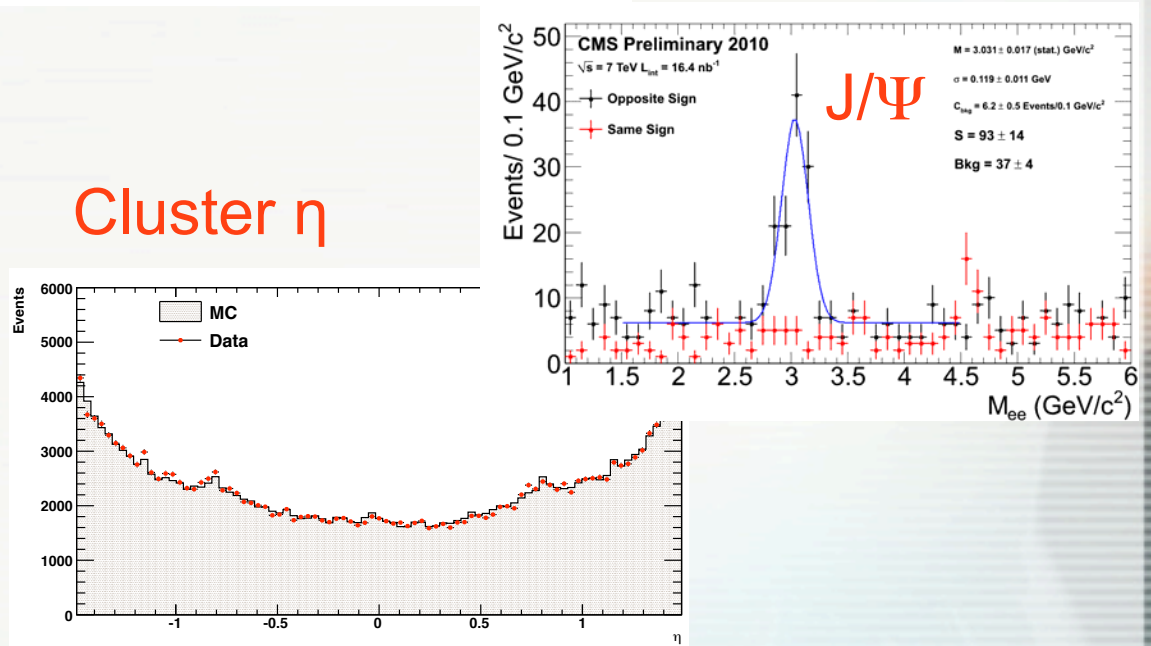 CMS Preliminary 2010
√s = 7 TeV L_int = 16.4 nb⁻¹
Opposite Sign
Same Sign
J/Ψ
M = 3.031 ± 0.017 (stat.) GeV/c²
σ = 0.119 ± 0.011 GeV
C_bkg = 6.2 ± 0.5 Events/0.1 GeV/c²
S = 93 ± 14
Bkg = 37 ± 4
Events/ 0.1 GeV/c²
50
40
30
20
10
0
1 1.5 2 2.5 3 3.5 4 4.5 5 5.5 6
M_ee (GeV/c²)
Cluster η
Events
MC
Data
6000
5000
4000
3000
2000
1000
0
-1 -0.5 0 0.5 1
η